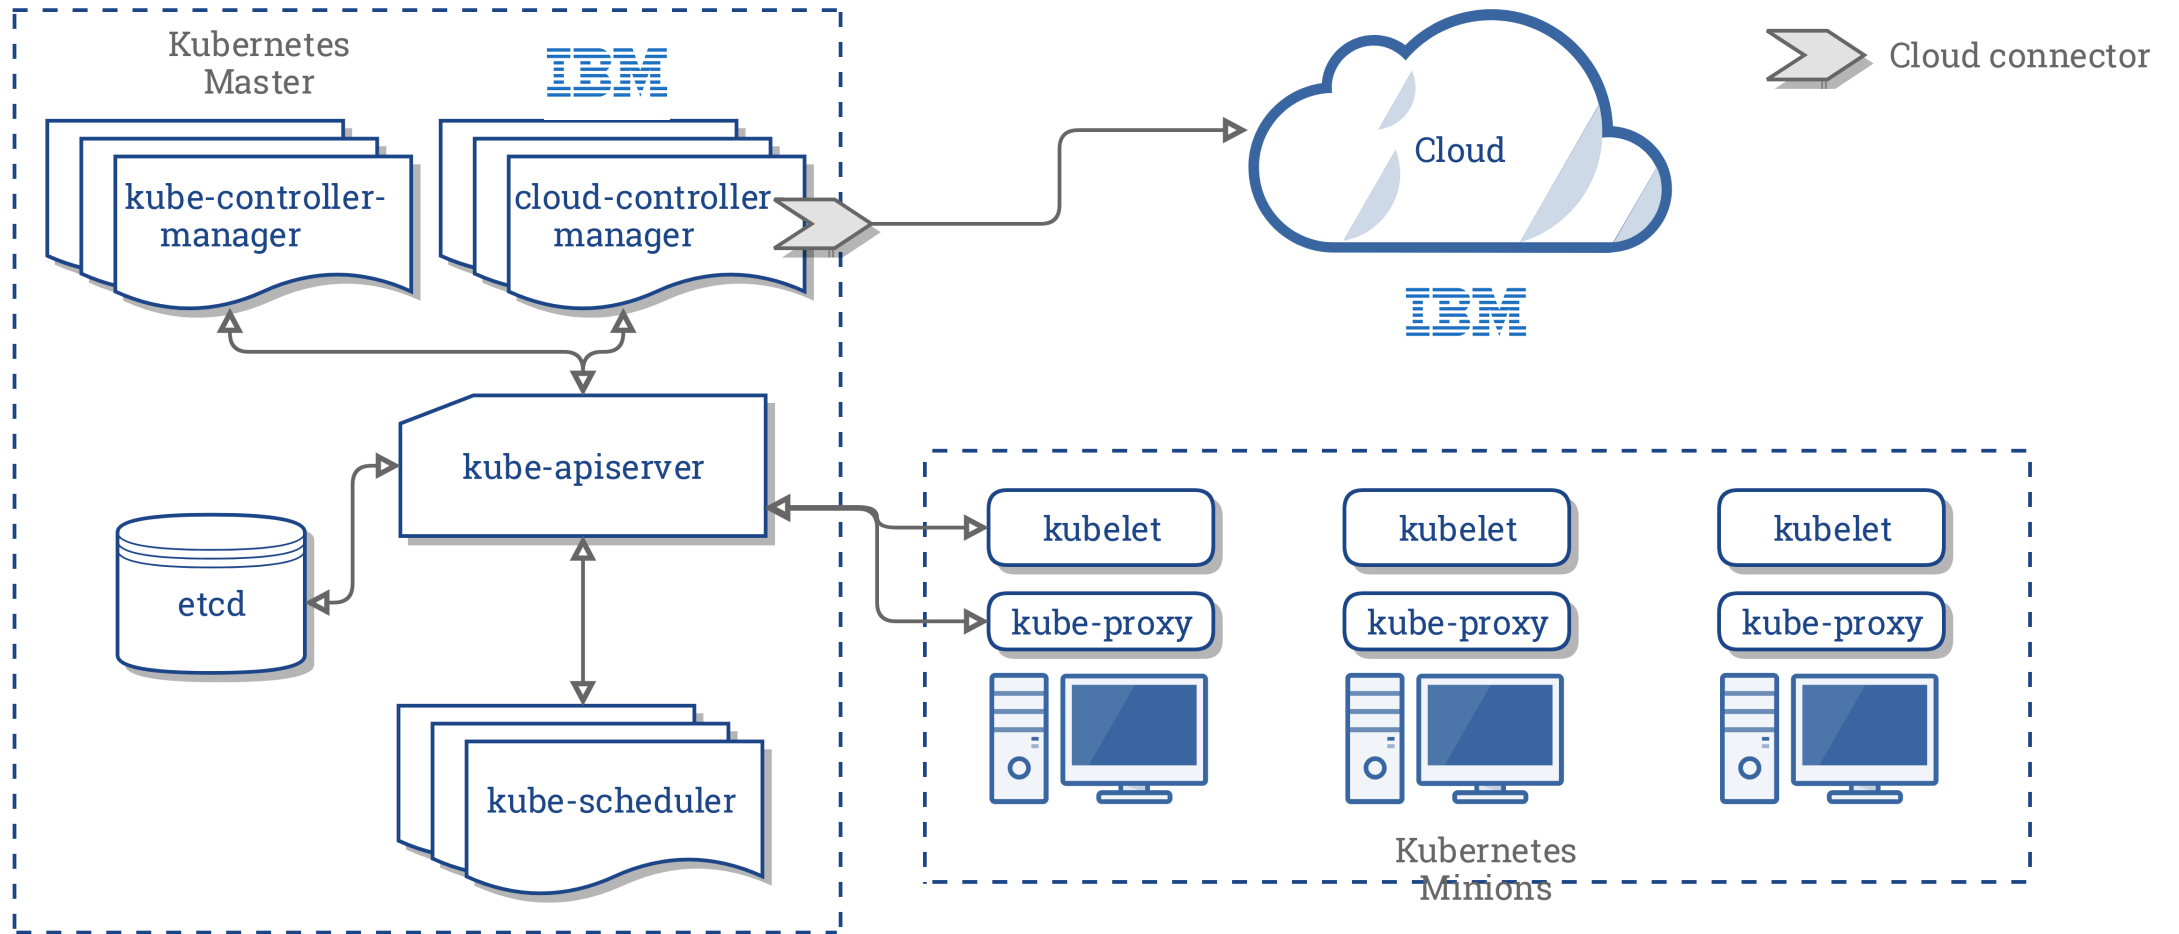 Kubernetes
Master
IBM
kube-controller-
manager
cloud-controller
manager
Cloud
IBM
Cloud connector
kube-apiserver
etcd
kube-scheduler
kubelet
kubelet
kubelet
kube-proxy
kube-proxy
kube-proxy
Kubernetes
Minions